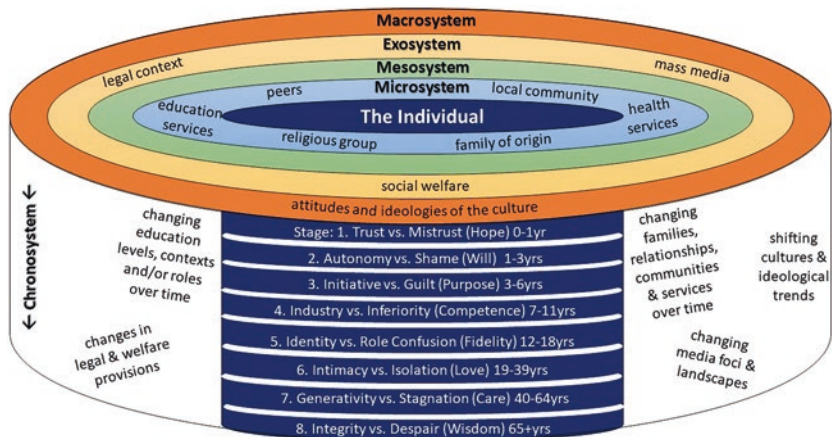 Macrosystem
Exosystem
legal context
mass media
Mesosystem
peers
Microsystem
local community
education
services
The Individual
health
services
religious group
family of origin
social welfare
attitudes and ideologies of the culture
→ Chronosystem →
changing
education
levels, contexts
and/or roles
over time
changes in
legal & welfare
provisions
Stage: 1. Trust vs. Mistrust (Hope) 0-1yr
2. Autonomy vs. Shame (Will) 1-3yrs
3. Initiative vs. Guilt (Purpose) 3-6yrs
4. Industry vs. Inferiority (Competence) 7-11yrs
5. Identity vs. Role Confusion (Fidelity) 12-18yrs
6. Intimacy vs. Isolation (Love) 19-39yrs
7. Generativity vs. Stagnation (Care) 40-64yrs
8. Integrity vs. Despair (Wisdom) 65+yrs
changing
families,
relationships,
communities
& services
over time
shifting
cultures &
ideological
trends
changing
media foci &
landscapes